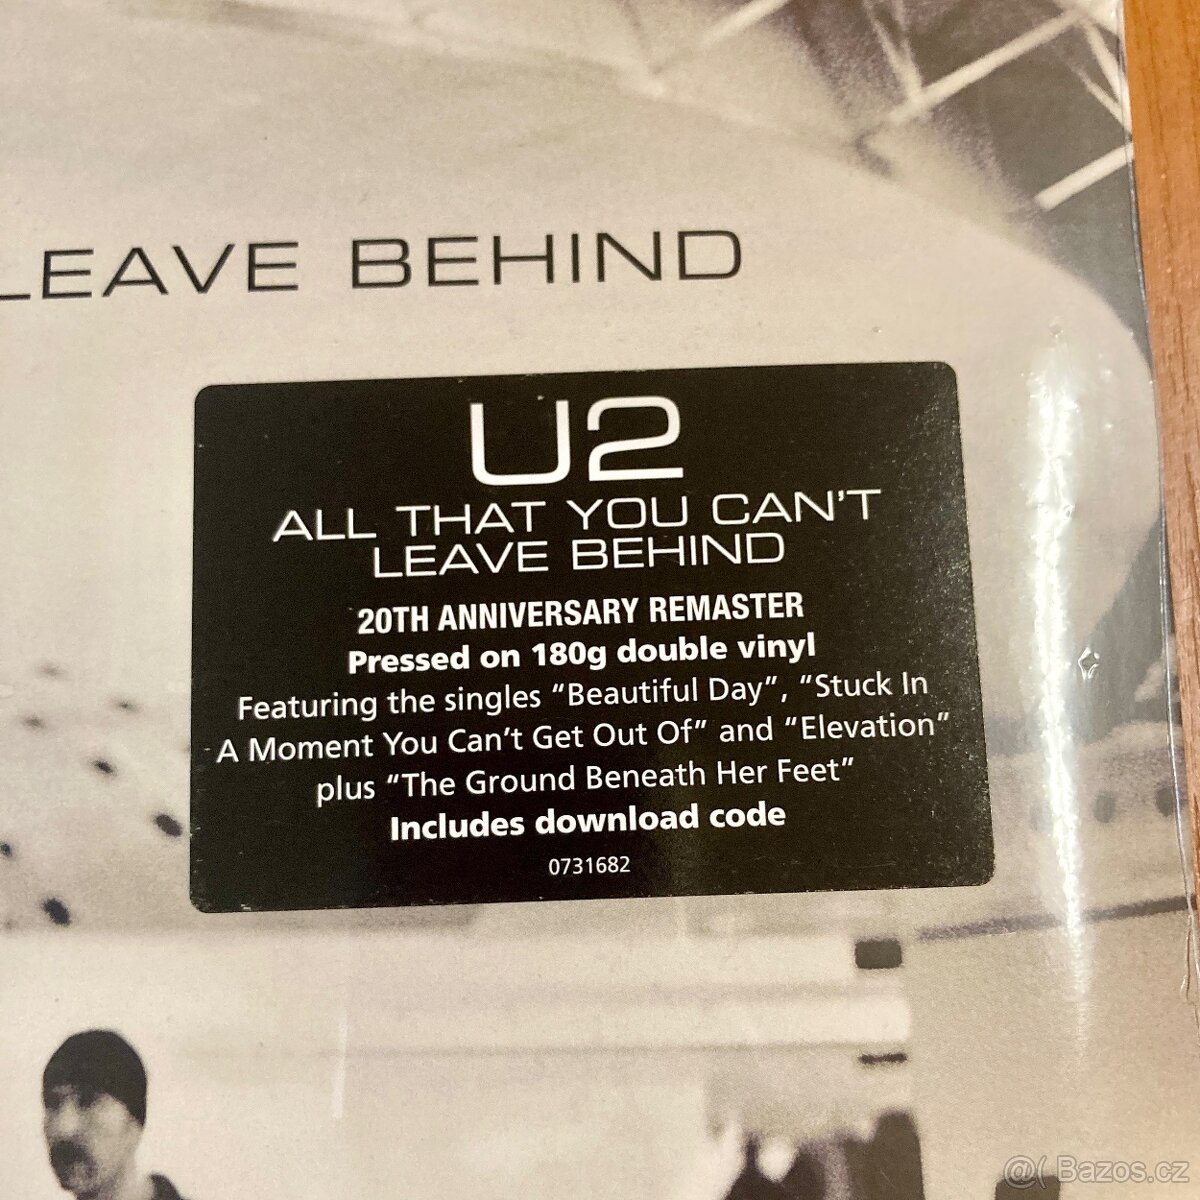 LEAVE BEHIND
U2
ALL THAT YOU CAN'T
LEAVE BEHIND
20TH ANNIVERSARY REMASTER
Pressed on 180g double vinyl
Featuring the singles “Beautiful Day”, “Stuck In
A Moment You Can't Get Out Of” and “Elevation”
plus “The Ground Beneath Her Feet”
Includes download code
0731682
@( Bazos.cz